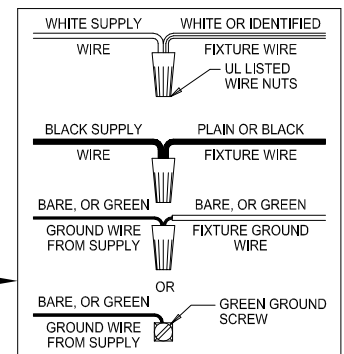 WHITE SUPPLY WHITE OR IDENTIFIED
WIRE FIXTURE WIRE
UL LISTED
WIRE NUTS
BLACK SUPPLY PLAIN OR BLACK
WIRE FIXTURE WIRE
BARE, OR GREEN BARE, OR GREEN
GROUND WIRE FIXTURE GROUND
FROM SUPPLY WIRE
OR
BARE, OR GREEN GREEN GROUND
SCREW
GROUND WIRE
FROM SUPPLY